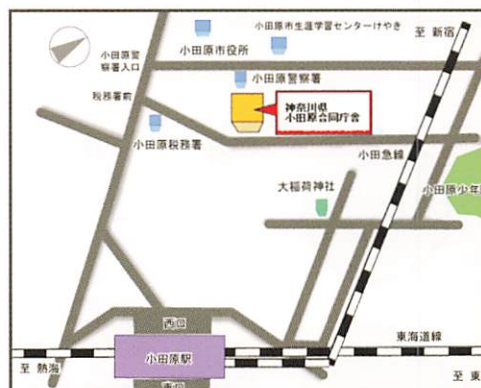 小田原市生涯学習センターけやき
至 新宿
小田原市役所
小田原警
察署入口
小田原警察署
税務署前
神奈川県
小田原合同庁舎
小田原税務署
小田急線
大稲荷神社
小田原少年
西口
東海道線
小田原駅
至 熱海
至 東
東口